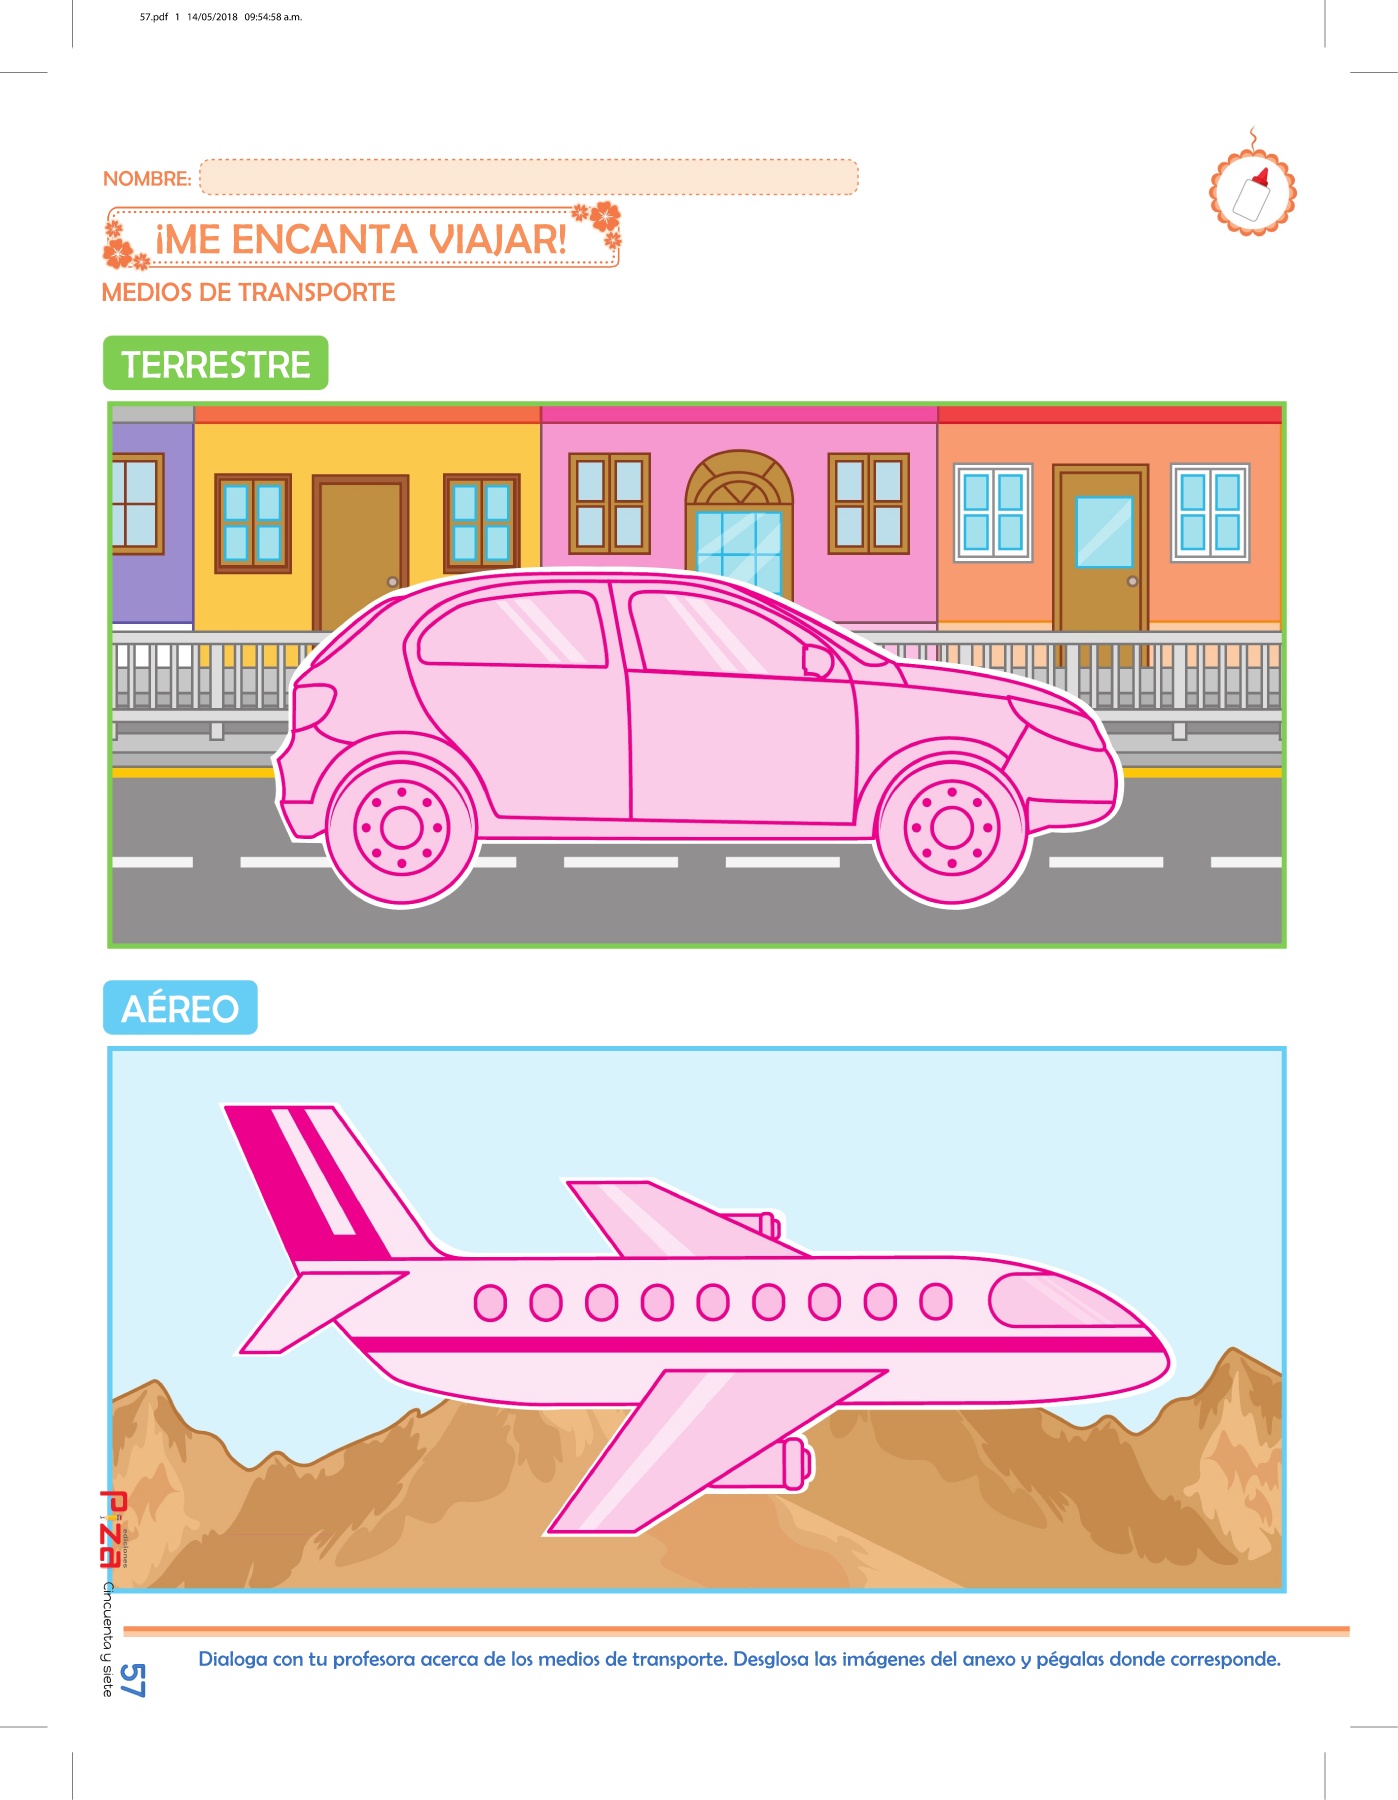 57.pdf 1 14/05/2018 09:54:58 a.m.
NOMBRE:
¡ME ENCANTA VIAJAR!
MEDIOS DE TRANSPORTE
TERRESTRE
AÉREO
Piza
ediciones
Cincuenta y siete
57
Dialoga con tu profesora acerca de los medios de transporte. Desglosa las imágenes del anexo y pégalas donde corresponde.